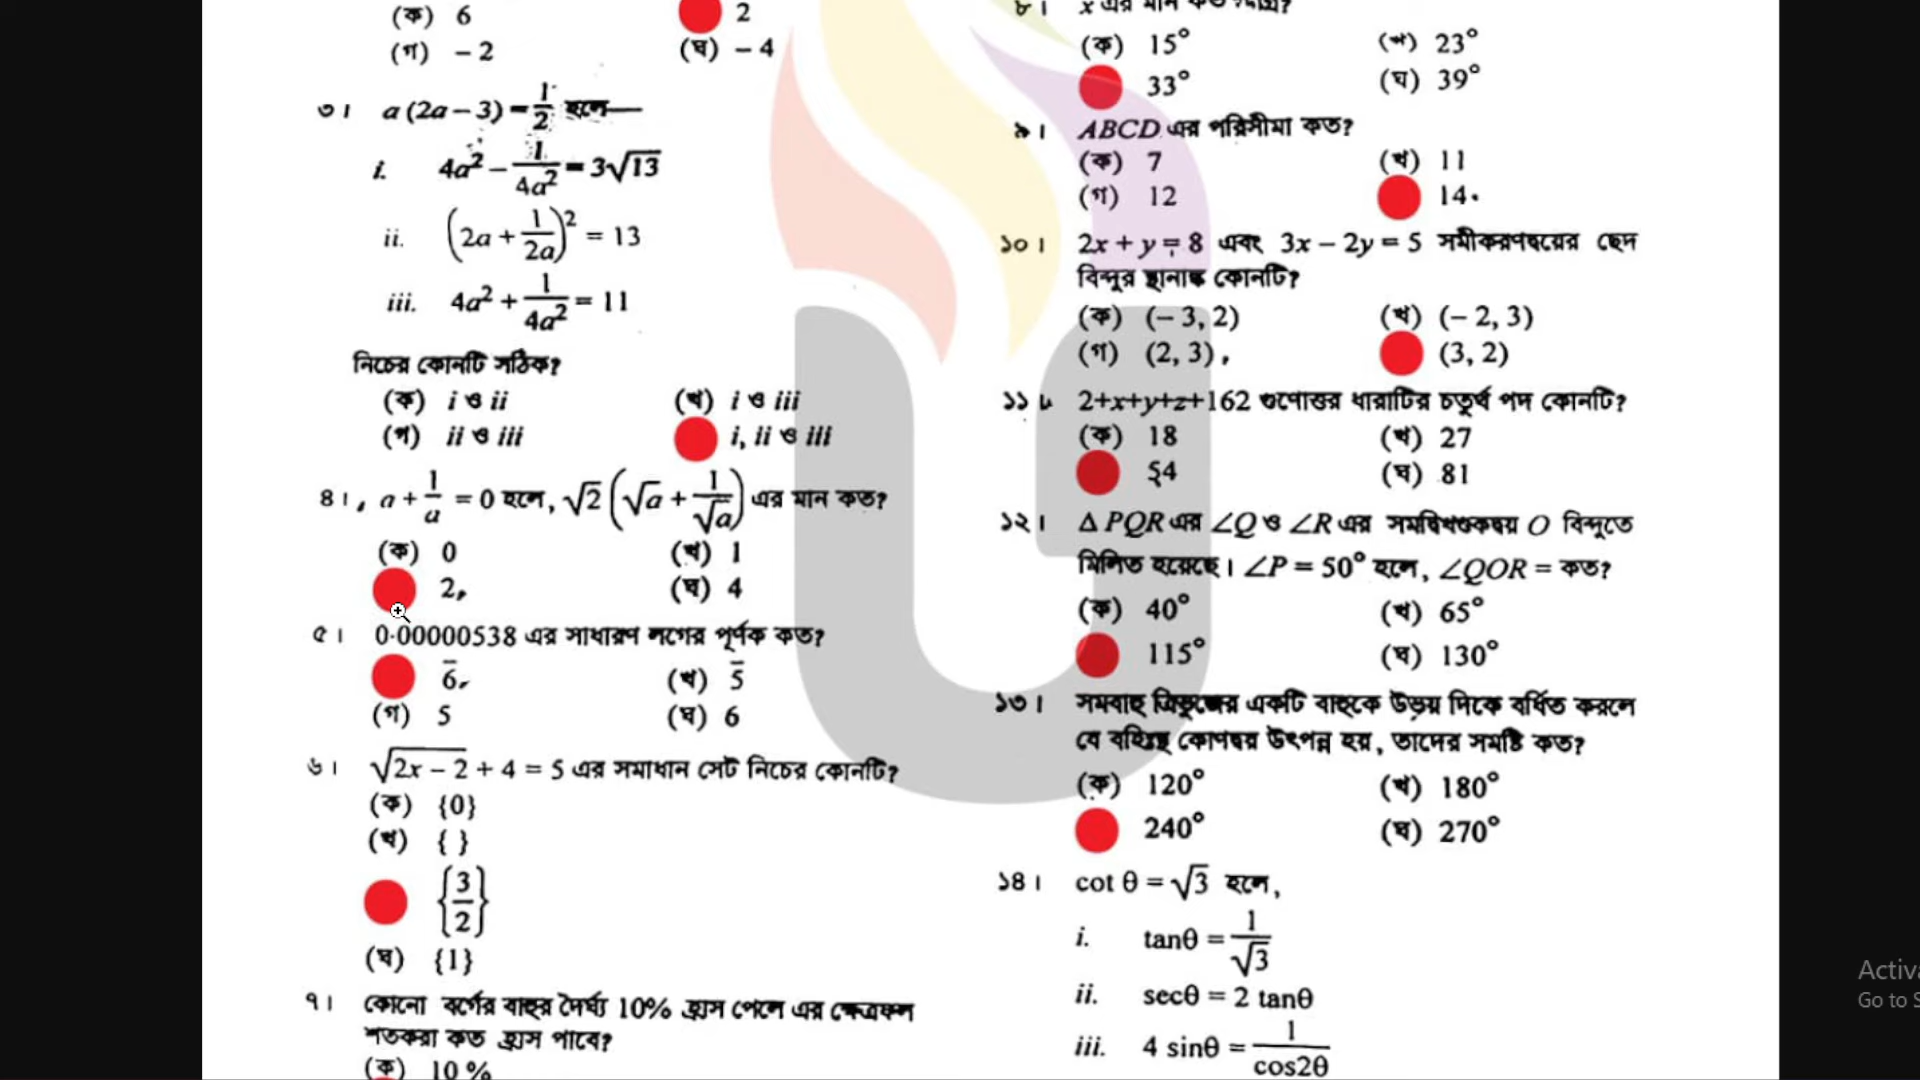 (ক) 6
2
(গ) – 2
(ঘ) – 4
৩। a (2a – 3) = 1/2 হলে—
i. 4a² – 1/4a² = 3√13
ii. (2a + 1/2a)² = 13
iii. 4a² + 1/4a² = 11
নিচের কোনটি সঠিক?
(ক) i ও ii
(খ) i ও iii
(গ) ii ও iii
i, ii ও iii
৪। a + 1/a = 0 হলে, √2 (√a + 1/√a) এর মান কত?
(ক) 0
(খ) 1
2
(ঘ) 4
৫। 0·00000538 এর সাধারণ লগের পূর্ণক কত?
6̄
(খ) 5̄
(গ) 5
(ঘ) 6
৬। √2x – 2 + 4 = 5 এর সমাধান সেট নিচের কোনটি?
(ক) {0}
(খ) { }
{3/2}
(ঘ) {1}
৭। কোনো বর্গের বাহুর দৈর্ঘ্য 10% হ্রাস পেলে এর ক্ষেত্রফল
শতকরা কত হ্রাস পাবে?
(ক) 10 %
৮। x এর মান কত
(ক) 15°
(খ) 23°
33°
(ঘ) 39°
৯। ABCD এর পরিসীমা কত?
(ক) 7
(খ) 11
(গ) 12
14
১০। 2x + y = 8 এবং 3x – 2y = 5 সমীকরণদ্বয়ের ছেদ
বিন্দুর স্থানাঙ্ক কোনটি?
(ক) (– 3, 2)
(খ) (– 2, 3)
(গ) (2, 3)
(3, 2)
১১। 2+x+y+z+162 গুণোত্তর ধারাটির চতুর্থ পদ কোনটি?
(ক) 18
(খ) 27
54
(ঘ) 81
১২। Δ PQR এর ∠Q ও ∠R এর সমদ্বিখণ্ডকদ্বয় O বিন্দুতে
মিলিত হয়েছে। ∠P = 50° হলে, ∠QOR = কত?
(ক) 40°
(খ) 65°
115°
(ঘ) 130°
১৩। সমবাহু ত্রিভুজের একটি বাহুকে উভয় দিকে বর্ধিত করলে
যে বহিঃস্থ কোণদ্বয় উৎপন্ন হয়, তাদের সমষ্টি কত?
(ক) 120°
(খ) 180°
240°
(ঘ) 270°
১৪। cot θ = √3 হলে,
i. tanθ = 1/√3
ii. secθ = 2 tanθ
iii. 4 sinθ = 1/cos2θ
Activa
Go to S